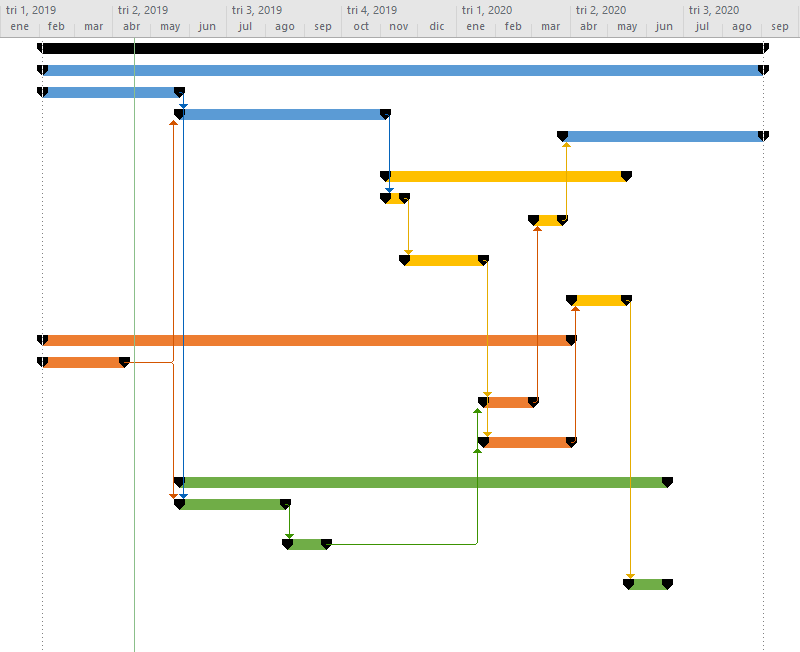 tri 1, 2019 tri 2, 2019 tri 3, 2019 tri 4, 2019 tri 1, 2020 tri 2, 2020 tri 3, 2020
ene feb mar abr may jun jul ago sep oct nov dic ene feb mar abr may jun jul ago sep